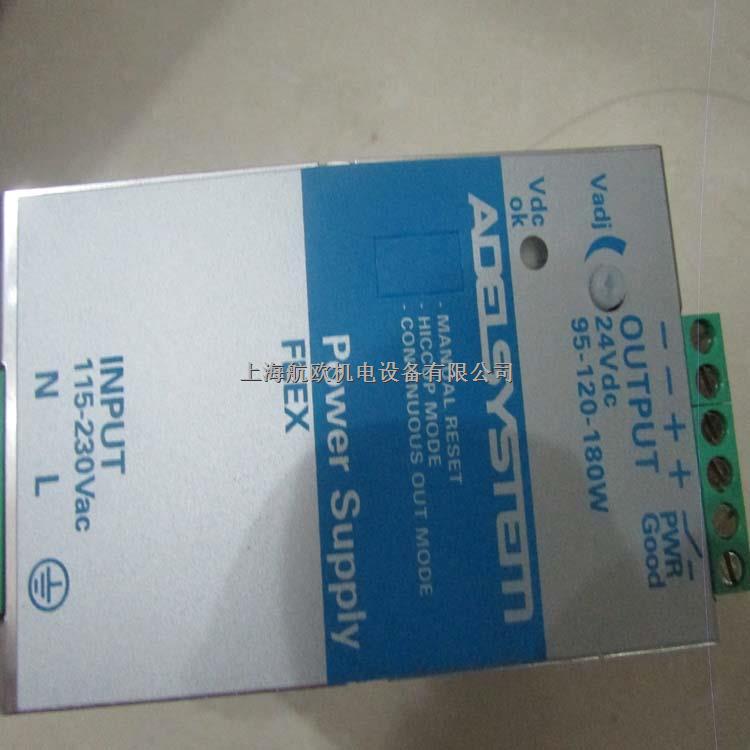 Vdc
ok
Vadj
− − + +
OUTPUT
24Vdc
95-120-180W
PWR
Good
ADELSYSTEM
- MANUAL RESET
- HICCUP MODE
- CONTINUOUS OUT MODE
Power Supply
FLEX
INPUT
115-230Vac
N L
上海航欧机电设备有限公司